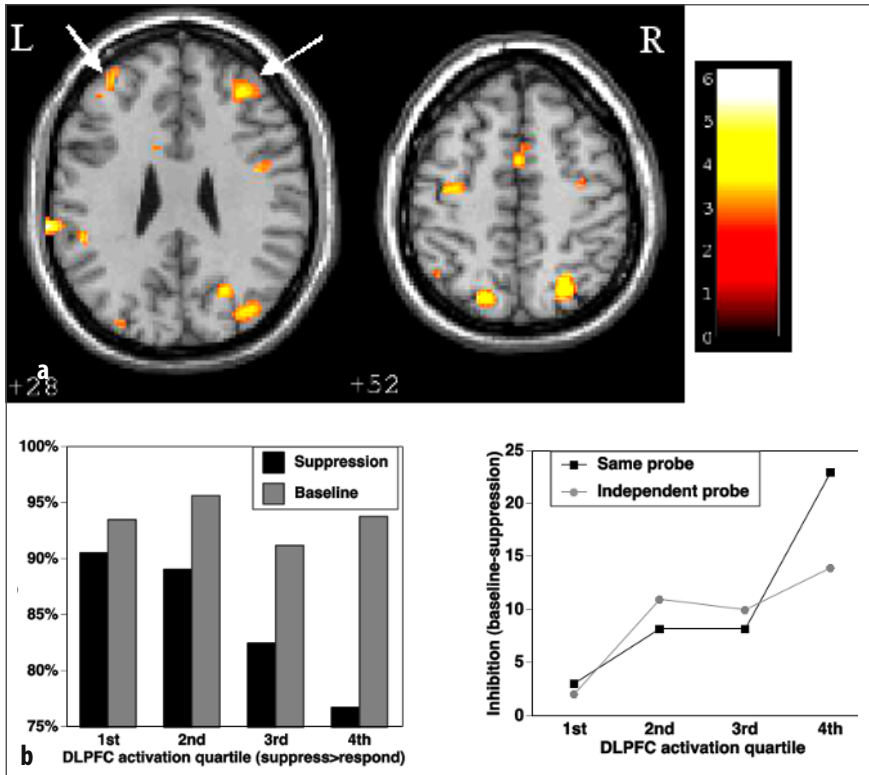 L
R
6
5
4
3
2
1
0
a
+28
+52
100%
95%
90%
85%
80%
75%
Suppression
Baseline
1st 2nd 3rd 4th
DLPFC activation quartile (suppress>respond)
b
25
20
15
10
5
0
Inhibition (baseline-suppression)
Same probe
Independent probe
1st 2nd 3rd 4th
DLPFC activation quartile